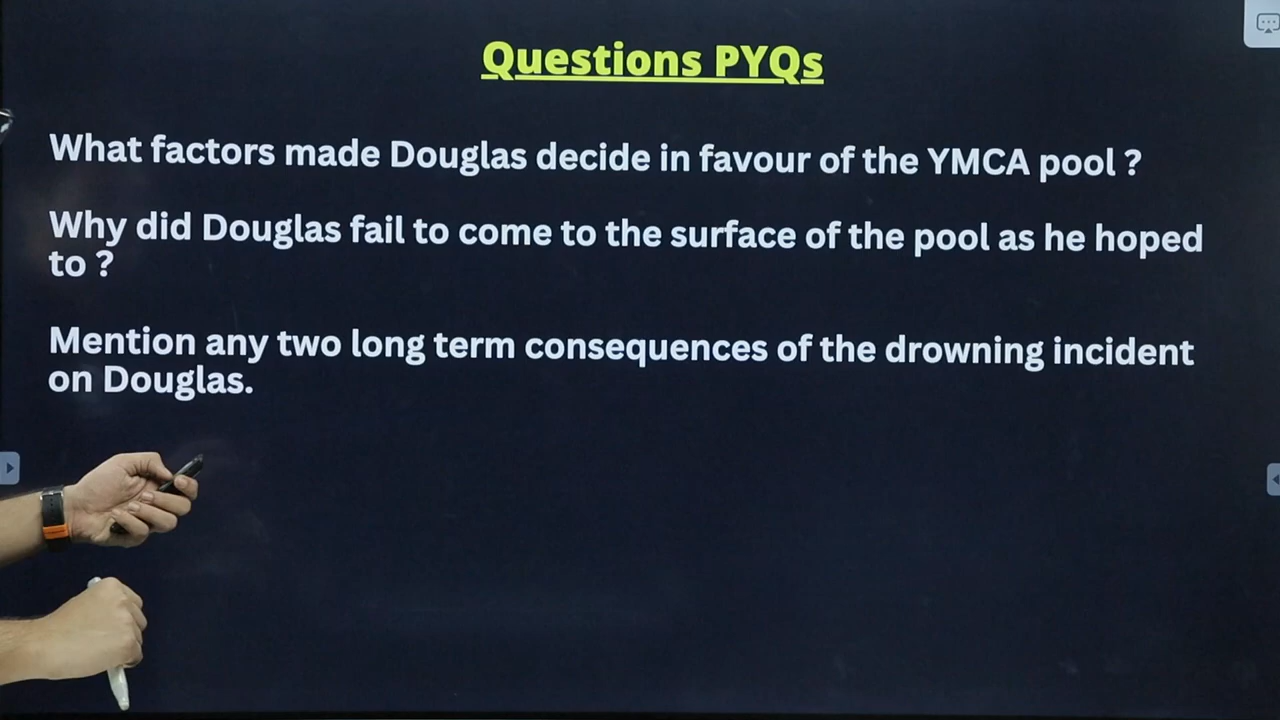 Questions PYQs
What factors made Douglas decide in favour of the YMCA pool ?
Why did Douglas fail to come to the surface of the pool as he hoped
to ?
Mention any two long term consequences of the drowning incident
on Douglas.